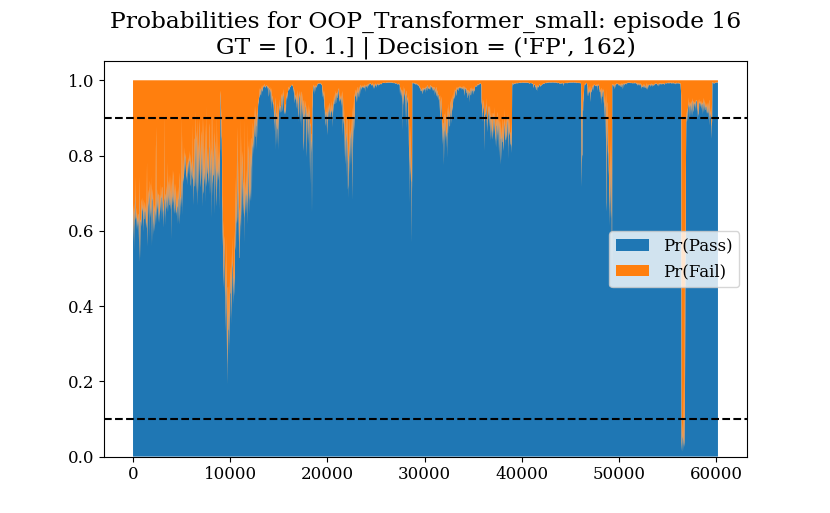 Probabilities for OOP_Transformer_small: episode 16
GT = [0. 1.] | Decision = ('FP', 162)
1.0
0.8
0.6
0.4
0.2
0.0
Pr(Pass)
Pr(Fail)
0 10000 20000 30000 40000 50000 60000